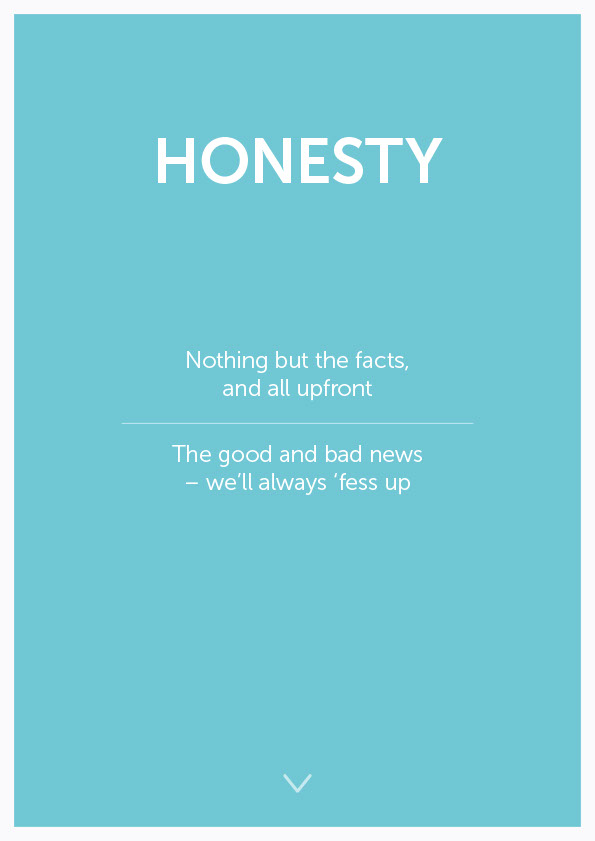 HONESTY
Nothing but the facts,
and all upfront
The good and bad news
– we’ll always ‘fess up